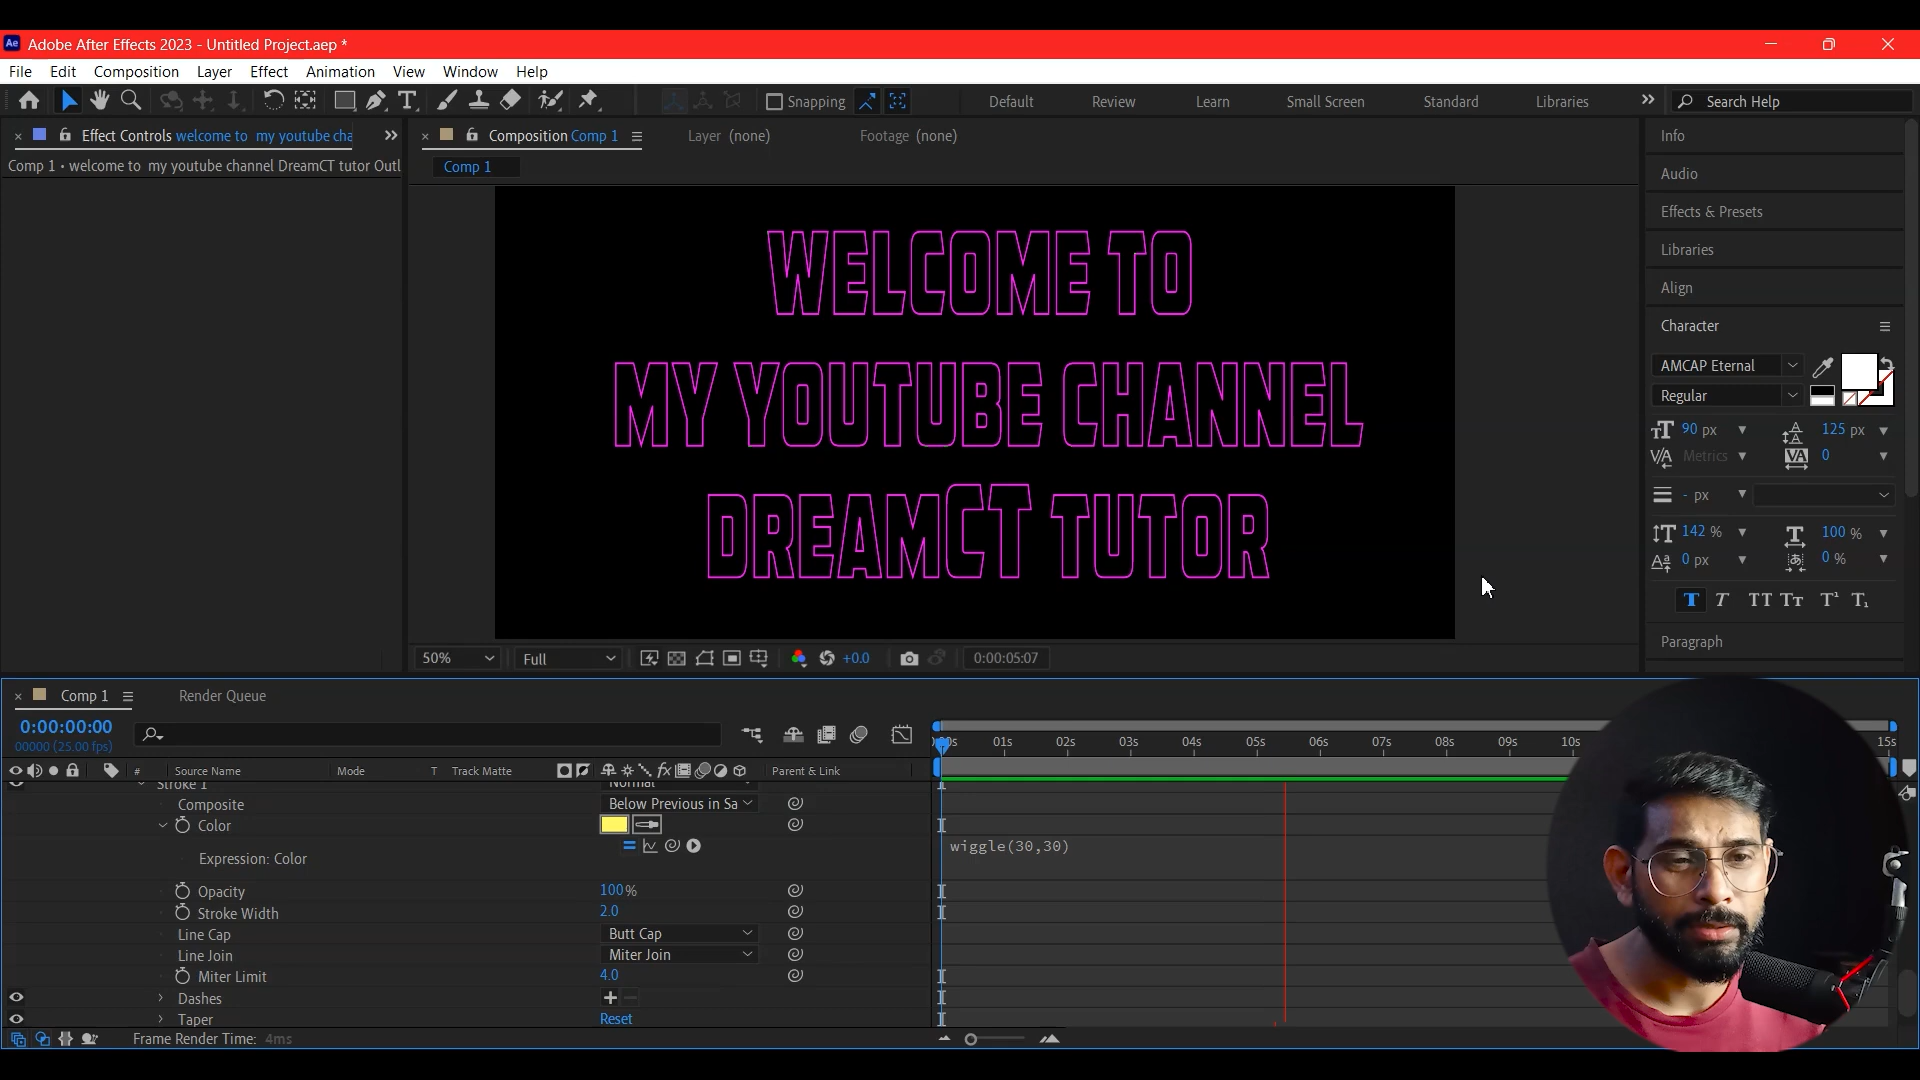 Ae Adobe After Effects 2023 - Untitled Project.aep *
File Edit Composition Layer Effect Animation View Window Help
Snapping Default Review Learn Small Screen Standard Libraries Search Help
Effect Controls welcome to my youtube cha
Composition Comp 1 Layer (none) Footage (none)
Comp 1 • welcome to my youtube channel DreamCT tutor Outl
Comp 1
WELCOME TO
MY YOUTUBE CHANNEL
DREAMCT TUTOR
50% Full +0.0 0:00:05:07
Info
Audio
Effects & Presets
Libraries
Align
Character
AMCAP Eternal
Regular
90 px 125 px
Metrics 0
- px
142 % 100 %
0 px 0 %
T T TT Tt T¹ T₁
Paragraph
Comp 1 Render Queue
0:00:00:00
00000 (25.00 fps)
01s 02s 03s 04s 05s 06s 07s 08s 09s 10s 15s
# Source Name Mode T Track Matte Parent & Link
Stroke 1 Normal
Composite Below Previous in Sa
Color
Expression: Color wiggle(30,30)
Opacity 100%
Stroke Width 2.0
Line Cap Butt Cap
Line Join Miter Join
Miter Limit 4.0
Dashes
Taper Reset
Frame Render Time: 4ms